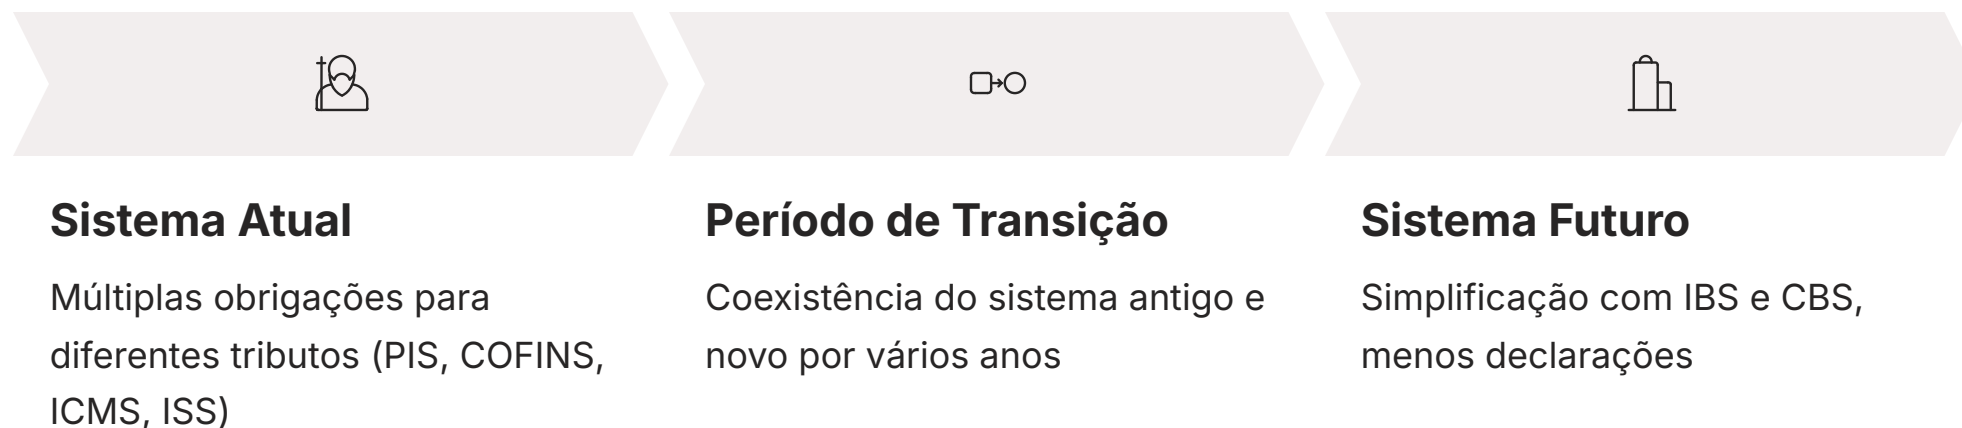 Sistema Atual
Múltiplas obrigações para
diferentes tributos (PIS, COFINS,
ICMS, ISS)
Período de Transição
Coexistência do sistema antigo e
novo por vários anos
Sistema Futuro
Simplificação com IBS e CBS,
menos declarações